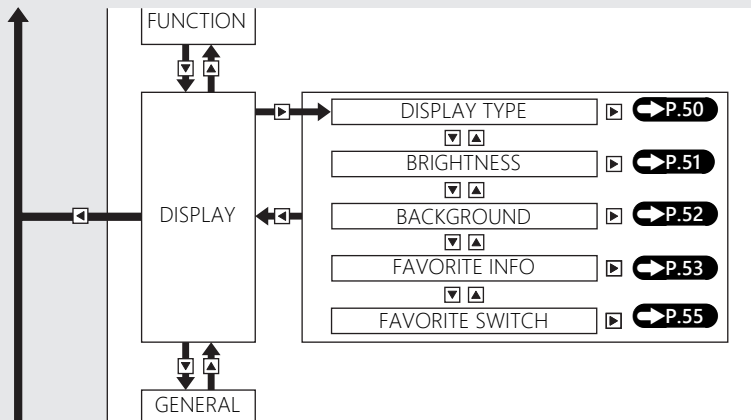 FUNCTION
DISPLAY
DISPLAY TYPE P.50
BRIGHTNESS P.51
BACKGROUND P.52
FAVORITE INFO P.53
FAVORITE SWITCH P.55
GENERAL